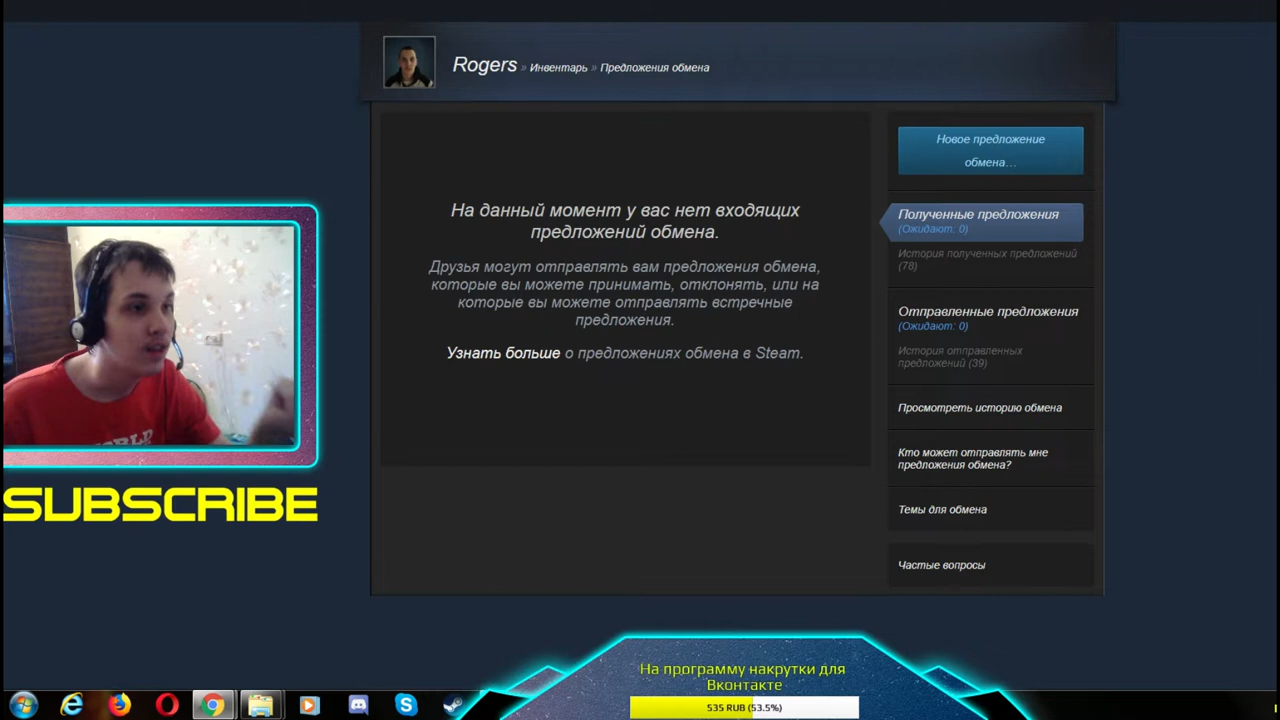 Rogers » Инвентарь » Предложения обмена
Новое предложение
обмена…
На данный момент у вас нет входящих
предложений обмена.
Друзья могут отправлять вам предложения обмена,
которые вы можете принимать, отклонять, или на
которые вы можете отправлять встречные
предложения.
Узнать больше о предложениях обмена в Steam.
Полученные предложения
(Ожидают: 0)
История полученных предложений
(78)
Отправленные предложения
(Ожидают: 0)
История отправленных
предложений (39)
Просмотреть историю обмена
Кто может отправлять мне
предложения обмена?
Темы для обмена
Частые вопросы
SUBSCRIBE
На программу накрутки для
Вконтакте
535 RUB (53.5%)